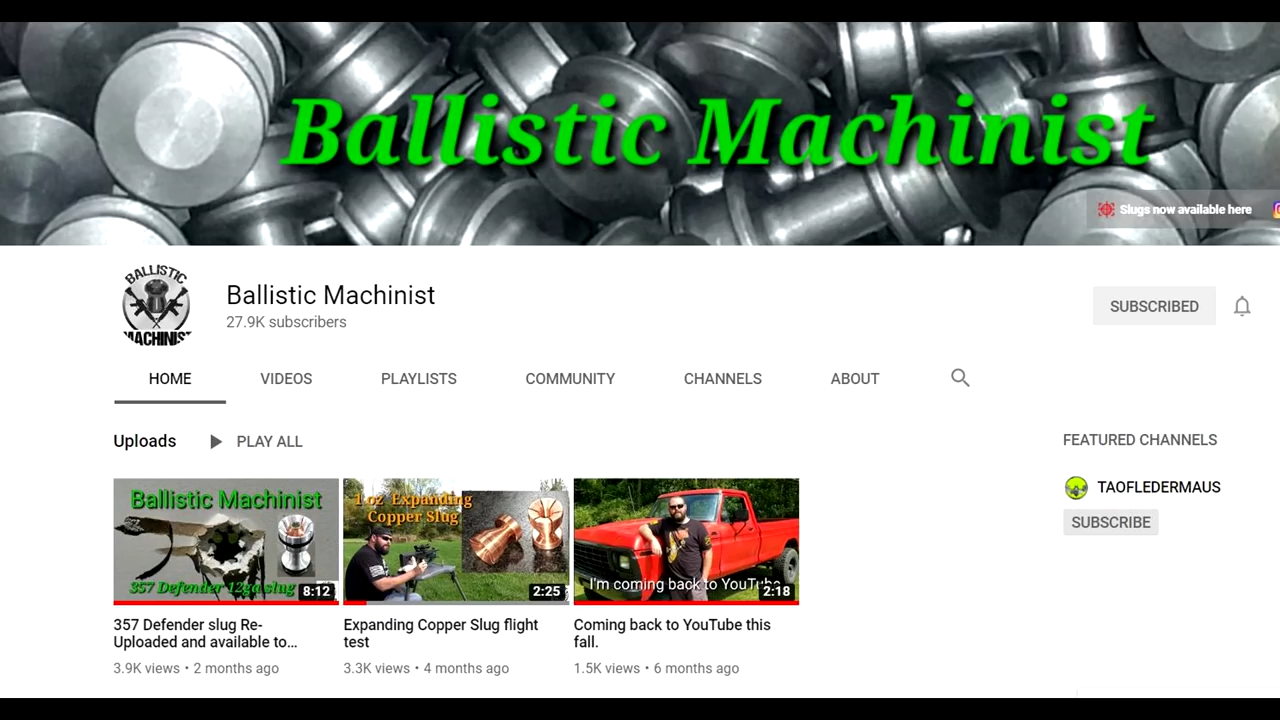 Ballistic Machinist
Slugs now available here
BALLISTIC
MACHINIST
Ballistic Machinist
27.9K subscribers
SUBSCRIBED
HOME VIDEOS PLAYLISTS COMMUNITY CHANNELS ABOUT
Uploads PLAY ALL
FEATURED CHANNELS
TAOFLEDERMAUS
SUBSCRIBE
Ballistic Machinist
357 Defender 12ga slug
8:12
1 oz Expanding
Copper Slug
2:25
I'm coming back to YouTube
2:18
357 Defender slug Re-
Uploaded and available to...
3.9K views • 2 months ago
Expanding Copper Slug flight
test
3.3K views • 4 months ago
Coming back to YouTube this
fall.
1.5K views • 6 months ago